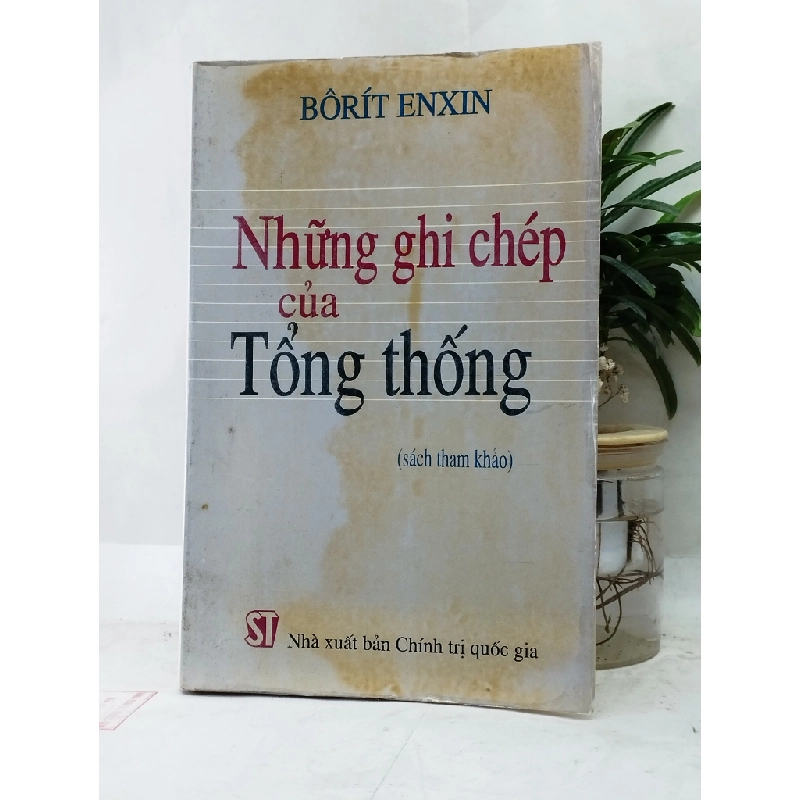 BÔRÍT ENXIN
Những ghi chép
của
Tổng thống
(sách tham khảo)
ST Nhà xuất bản Chính trị quốc gia